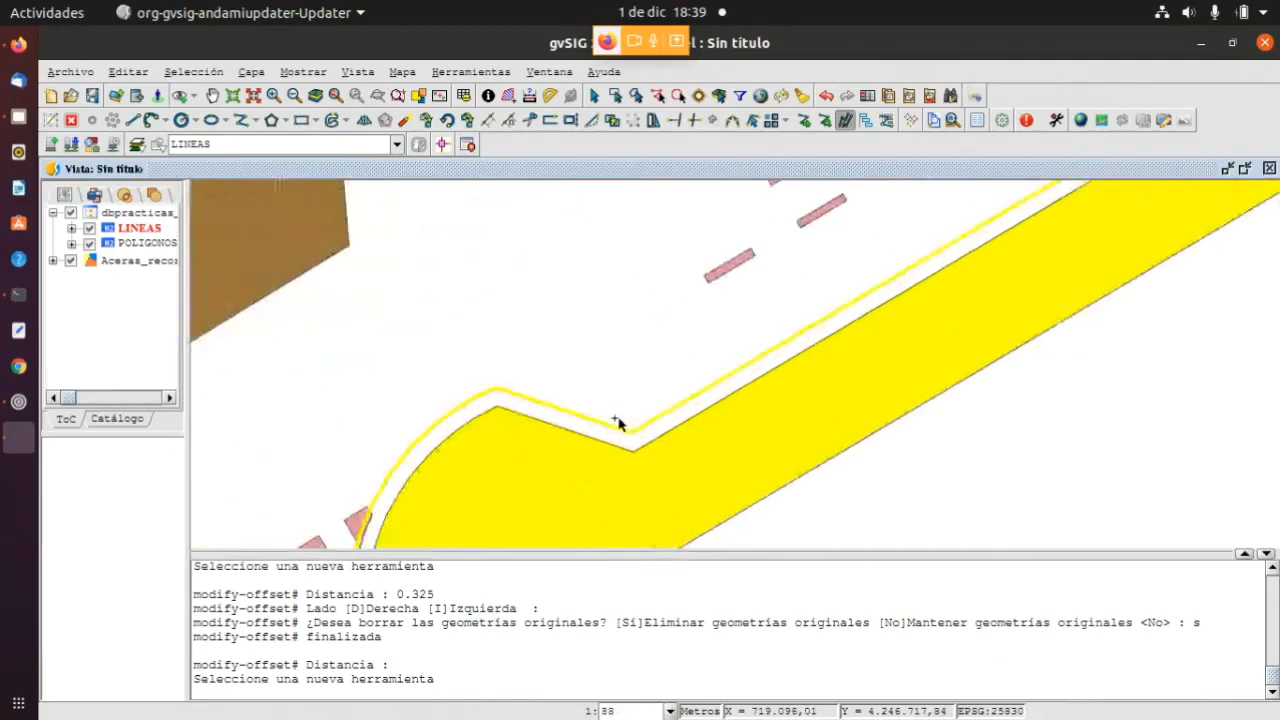 Actividades
org-gvsig-andamiupdater-Updater
1 de dic 18:39
gvSIG
: Sin título
Archivo Editar Selección Capa Mostrar Vista Mapa Herramientas Ventana Ayuda
LINEAS
Vista: Sin título
dbpracticas_
LINEAS
POLIGONOS
Aceras_recor
ToC Catálogo
Seleccione una nueva herramienta
modify-offset# Distancia : 0.325
modify-offset# Lado [D]Derecha [I]Izquierda :
modify-offset# ¿Desea borrar las geometrías originales? [Sí]Eliminar geometrías originales [No]Mantener geometrías originales <No> : s
modify-offset# finalizada
modify-offset# Distancia :
Seleccione una nueva herramienta
1: 88 Metros X = 719.096,01 Y = 4.246.717,84 EPSG:25830